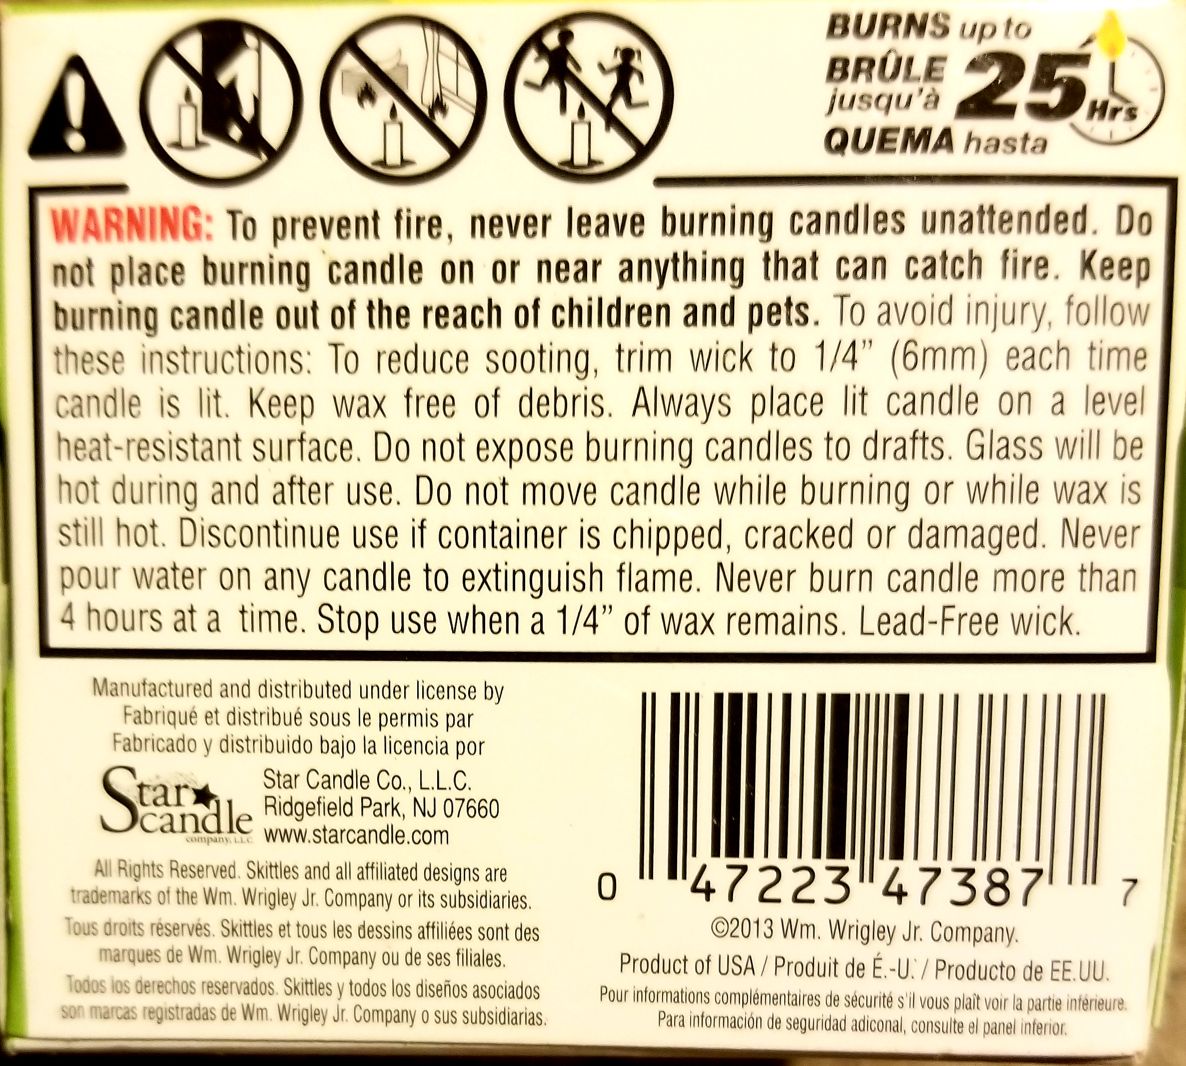 BURNS up to
BRÛLE
jusqu'à
25 Hrs
QUEMA hasta
WARNING: To prevent fire, never leave burning candles unattended. Do
not place burning candle on or near anything that can catch fire. Keep
burning candle out of the reach of children and pets. To avoid injury, follow
these instructions: To reduce sooting, trim wick to 1/4" (6mm) each time
candle is lit. Keep wax free of debris. Always place lit candle on a level
heat-resistant surface. Do not expose burning candles to drafts. Glass will be
hot during and after use. Do not move candle while burning or while wax is
still hot. Discontinue use if container is chipped, cracked or damaged. Never
pour water on any candle to extinguish flame. Never burn candle more than
4 hours at a time. Stop use when a 1/4" of wax remains. Lead-Free wick.
Manufactured and distributed under license by
Fabriqué et distribué sous le permis par
Fabricado y distribuido bajo la licencia por
Star
candle
company, LLC
Star Candle Co., L.L.C.
Ridgefield Park, NJ 07660
www.starcandle.com
All Rights Reserved. Skittles and all affiliated designs are
trademarks of the Wm. Wrigley Jr. Company or its subsidiaries.
Tous droits réservés. Skittles et tous les dessins affiliées sont des
marques de Wm. Wrigley Jr. Company ou de ses filiales.
Todos los derechos reservados. Skittles y todos los diseños asociados
son marcas registradas de Wm. Wrigley Jr. Company o sus subsidiarias.
0 47223 47387 7
©2013 Wm. Wrigley Jr. Company.
Product of USA / Produit de É.-U. / Producto de EE.UU.
Pour informations complémentaires de sécurité s'il vous plaît voir la partie inférieure.
Para información de seguridad adiconal, consulte el panel inferior.